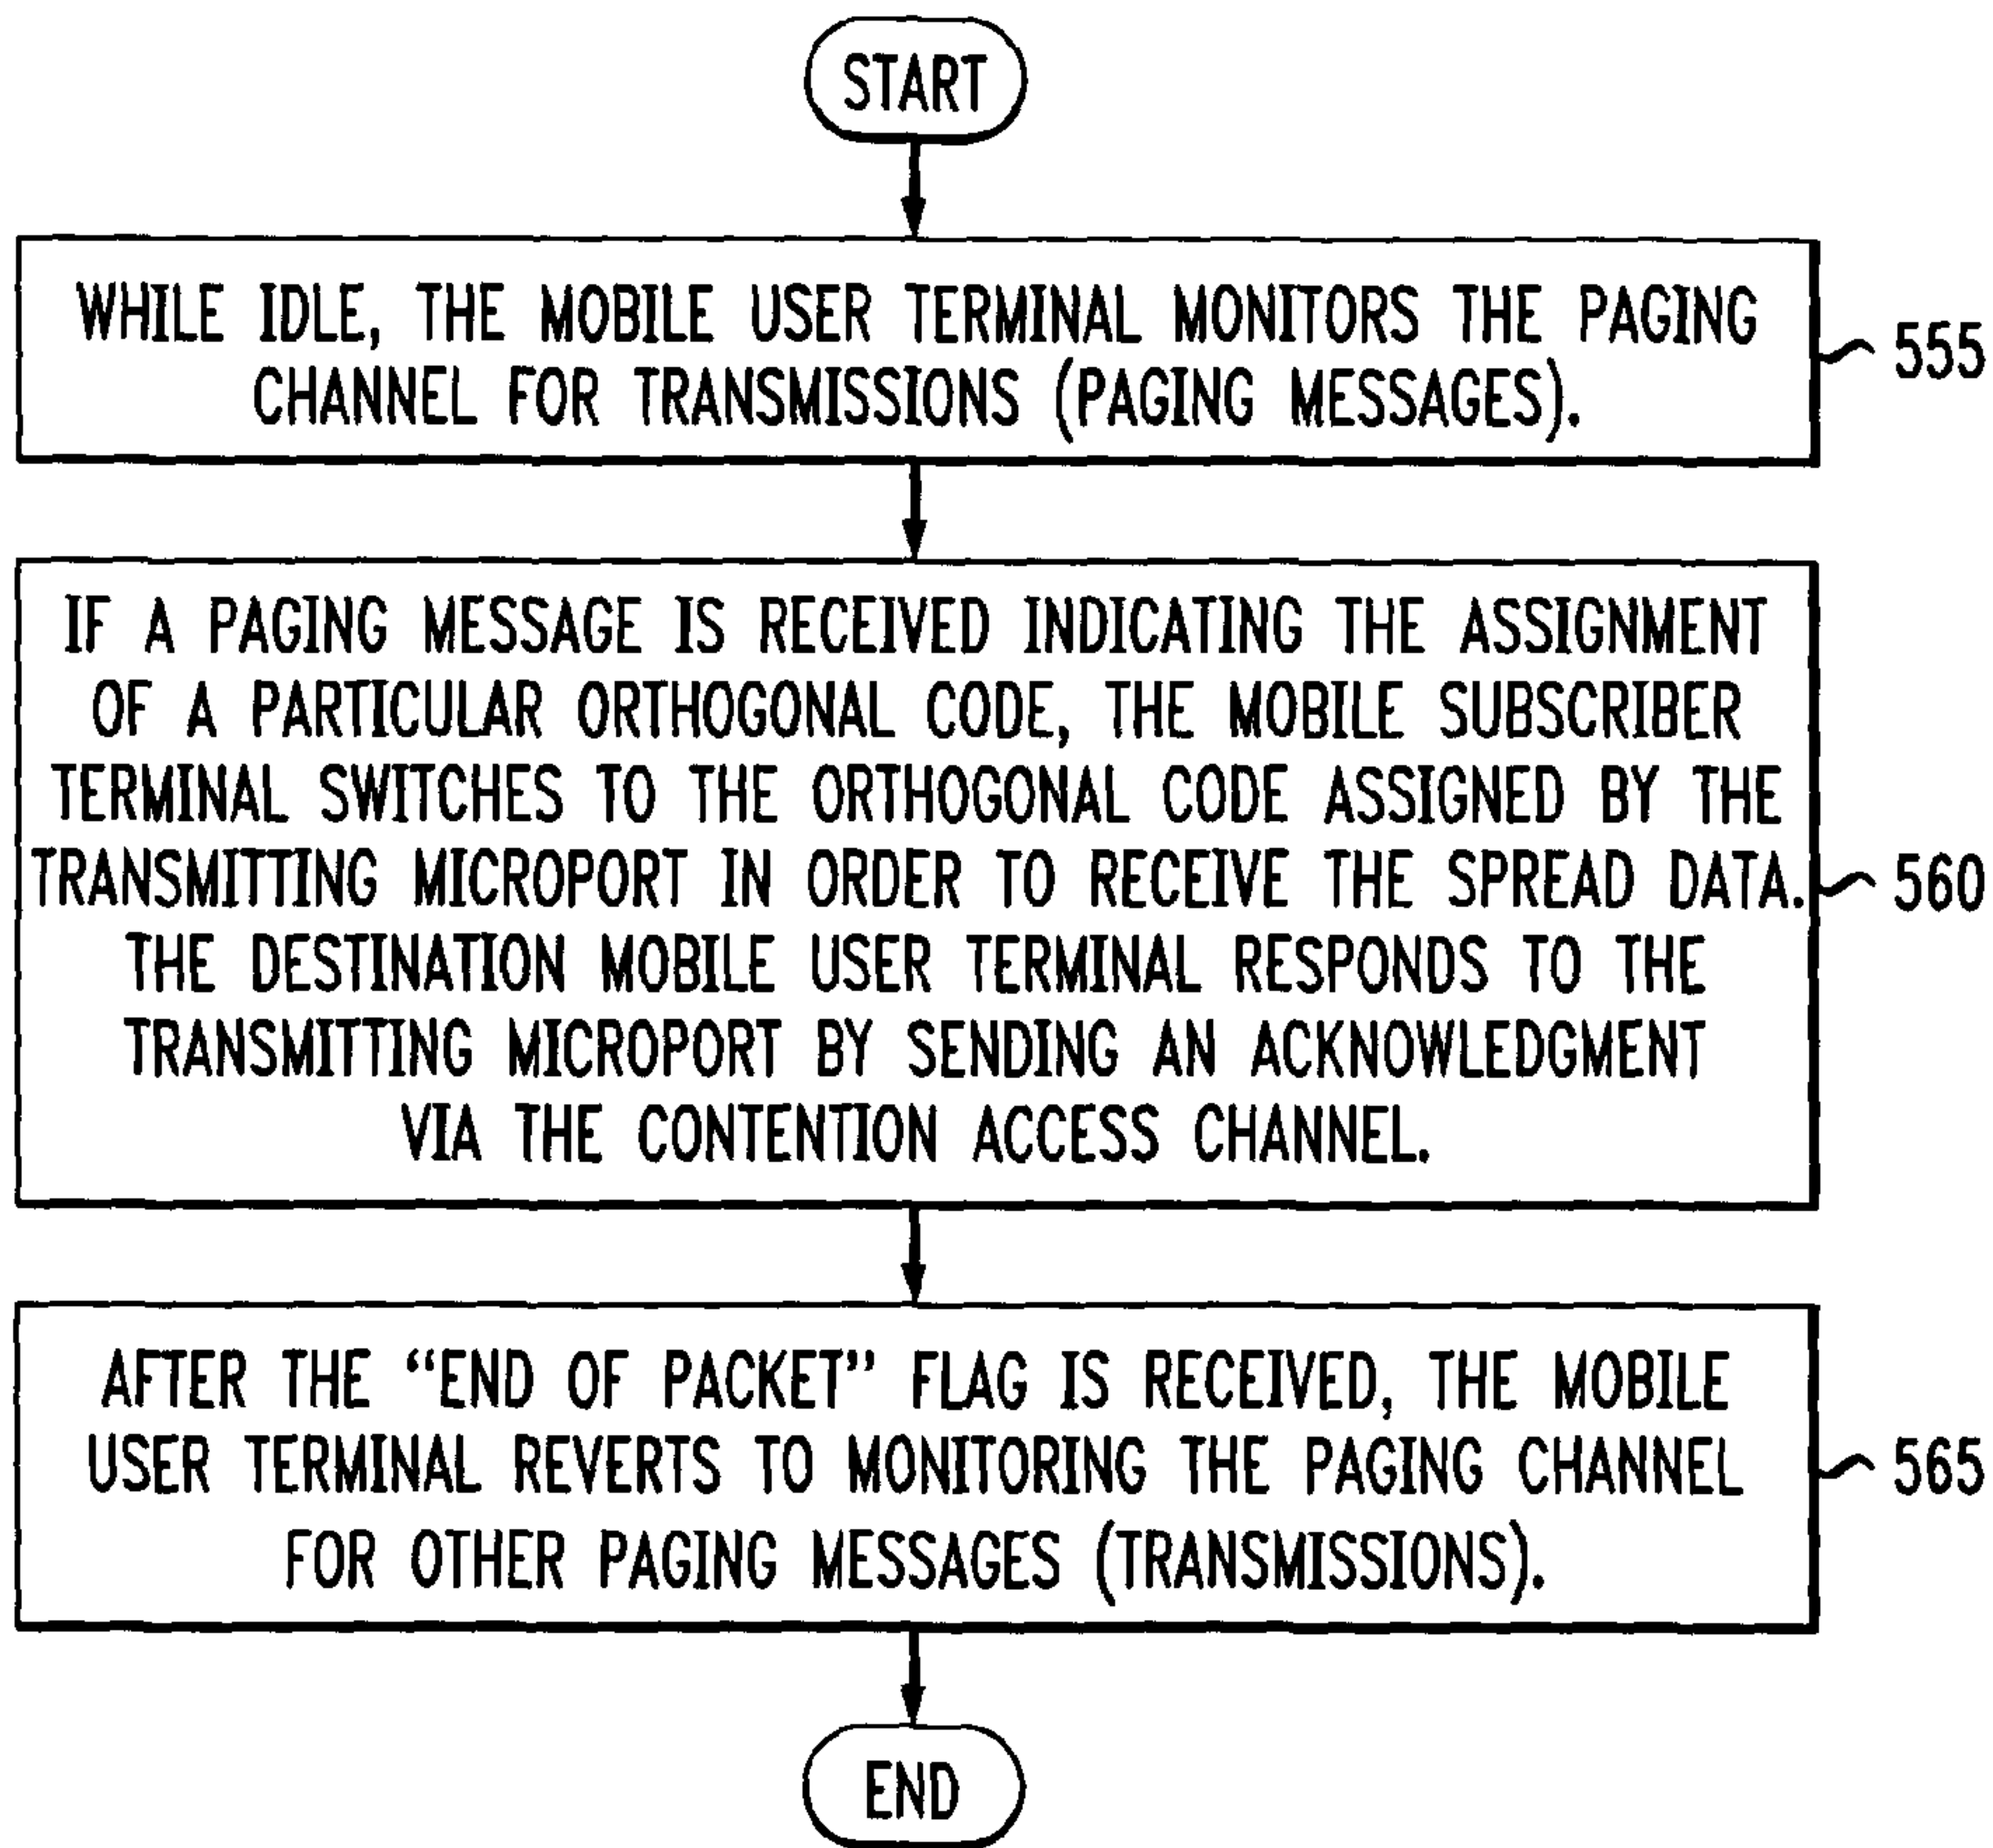 START
WHILE IDLE, THE MOBILE USER TERMINAL MONITORS THE PAGING
CHANNEL FOR TRANSMISSIONS (PAGING MESSAGES).
555
IF A PAGING MESSAGE IS RECEIVED INDICATING THE ASSIGNMENT
OF A PARTICULAR ORTHOGONAL CODE, THE MOBILE SUBSCRIBER
TERMINAL SWITCHES TO THE ORTHOGONAL CODE ASSIGNED BY THE
TRANSMITTING MICROPORT IN ORDER TO RECEIVE THE SPREAD DATA.
THE DESTINATION MOBILE USER TERMINAL RESPONDS TO THE
TRANSMITTING MICROPORT BY SENDING AN ACKNOWLEDGMENT
VIA THE CONTENTION ACCESS CHANNEL.
560
AFTER THE “END OF PACKET” FLAG IS RECEIVED, THE MOBILE
USER TERMINAL REVERTS TO MONITORING THE PAGING CHANNEL
FOR OTHER PAGING MESSAGES (TRANSMISSIONS).
565
END